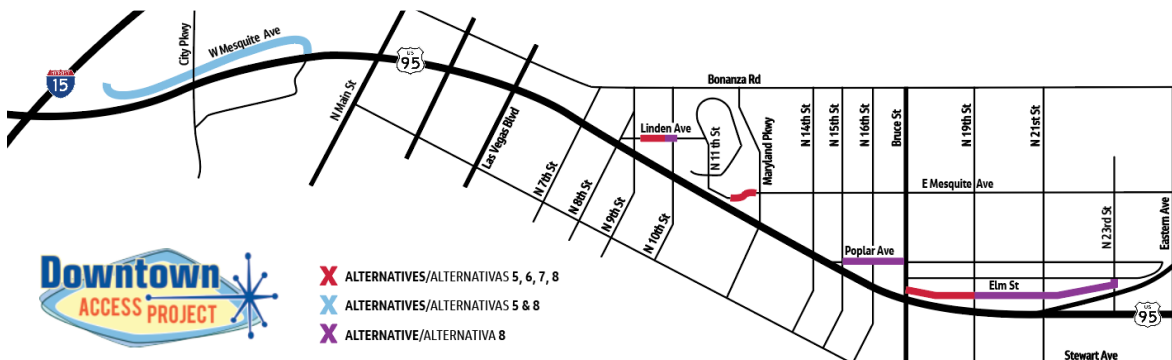 City Pkwy
W Mesquite Ave
INTERSTATE
15
US
95
N Main St
Las Vegas Blvd
Bonanza Rd
Linden Ave
N 11th St
Maryland Pkwy
N 14th St
N 15th St
N 16th St
Bruce St
N 19th St
N 21st St
N 7th St
N 8th St
N 9th St
N 10th St
E Mesquite Ave
N 23rd St
Eastern Ave
Poplar Ave
Elm St
US
95
Stewart Ave
Downtown
ACCESS PROJECT
X ALTERNATIVES/ALTERNATIVAS 5, 6, 7, 8
X ALTERNATIVES/ALTERNATIVAS 5 & 8
X ALTERNATIVE/ALTERNATIVA 8